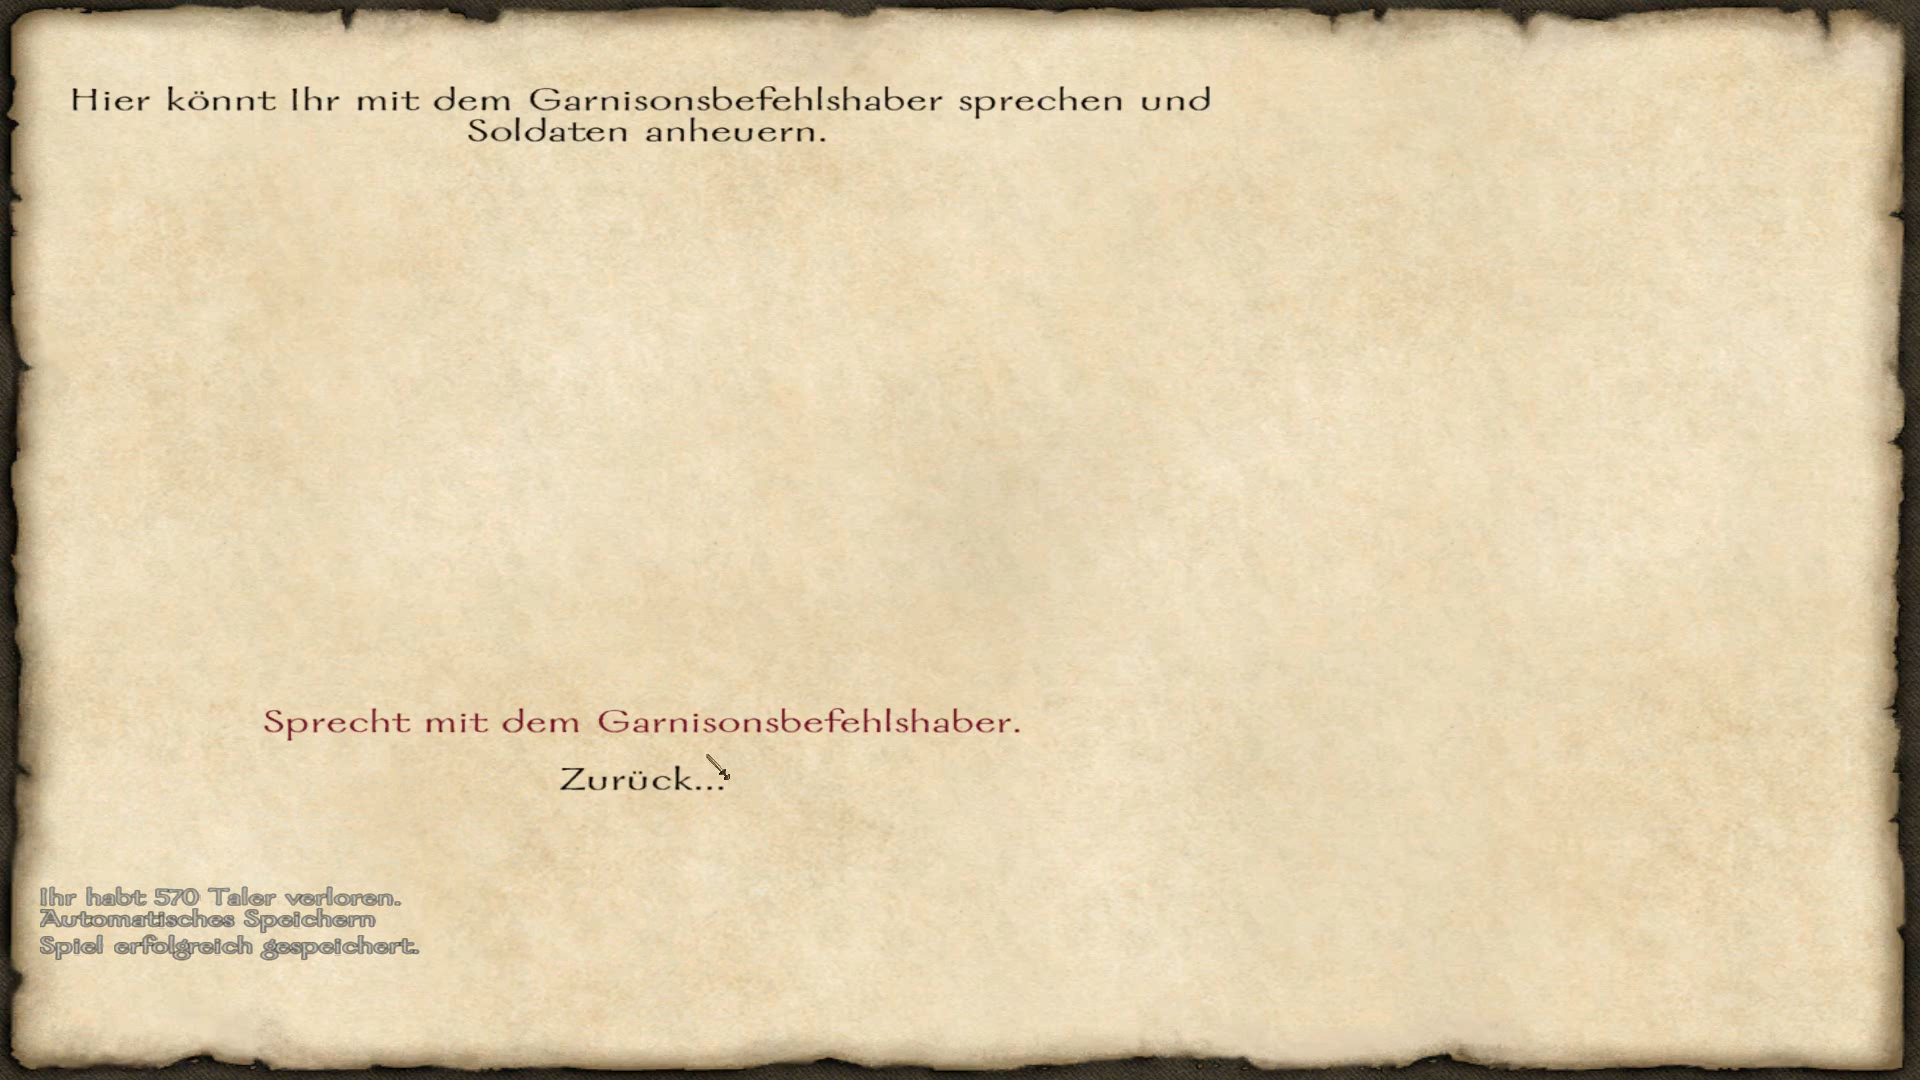 Hier könnt Ihr mit dem Garnisonsbefehlshaber sprechen und
Soldaten anheuern.
Sprecht mit dem Garnisonsbefehlshaber.
Zurück...
Ihr habt 570 Taler verloren.
Automatisches Speichern
Spiel erfolgreich gespeichert.